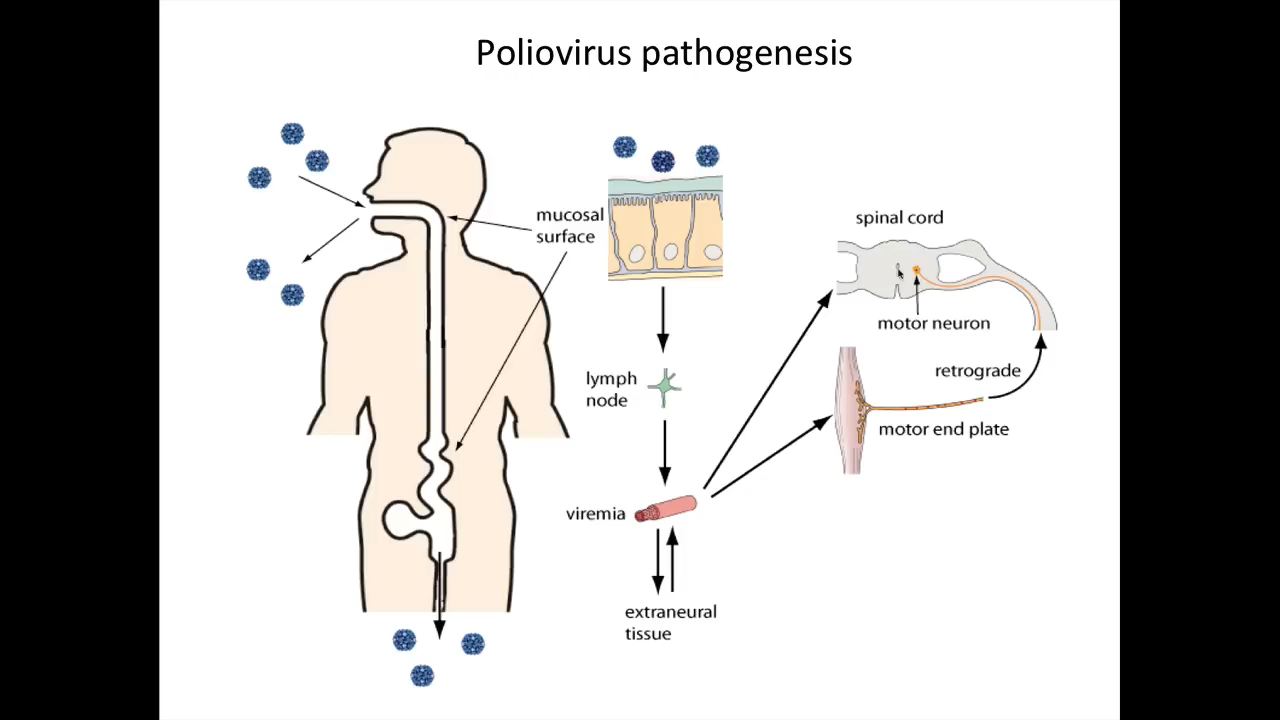 Poliovirus pathogenesis
mucosal
surface
spinal cord
motor neuron
lymph
node
retrograde
motor end plate
viremia
extraneural
tissue